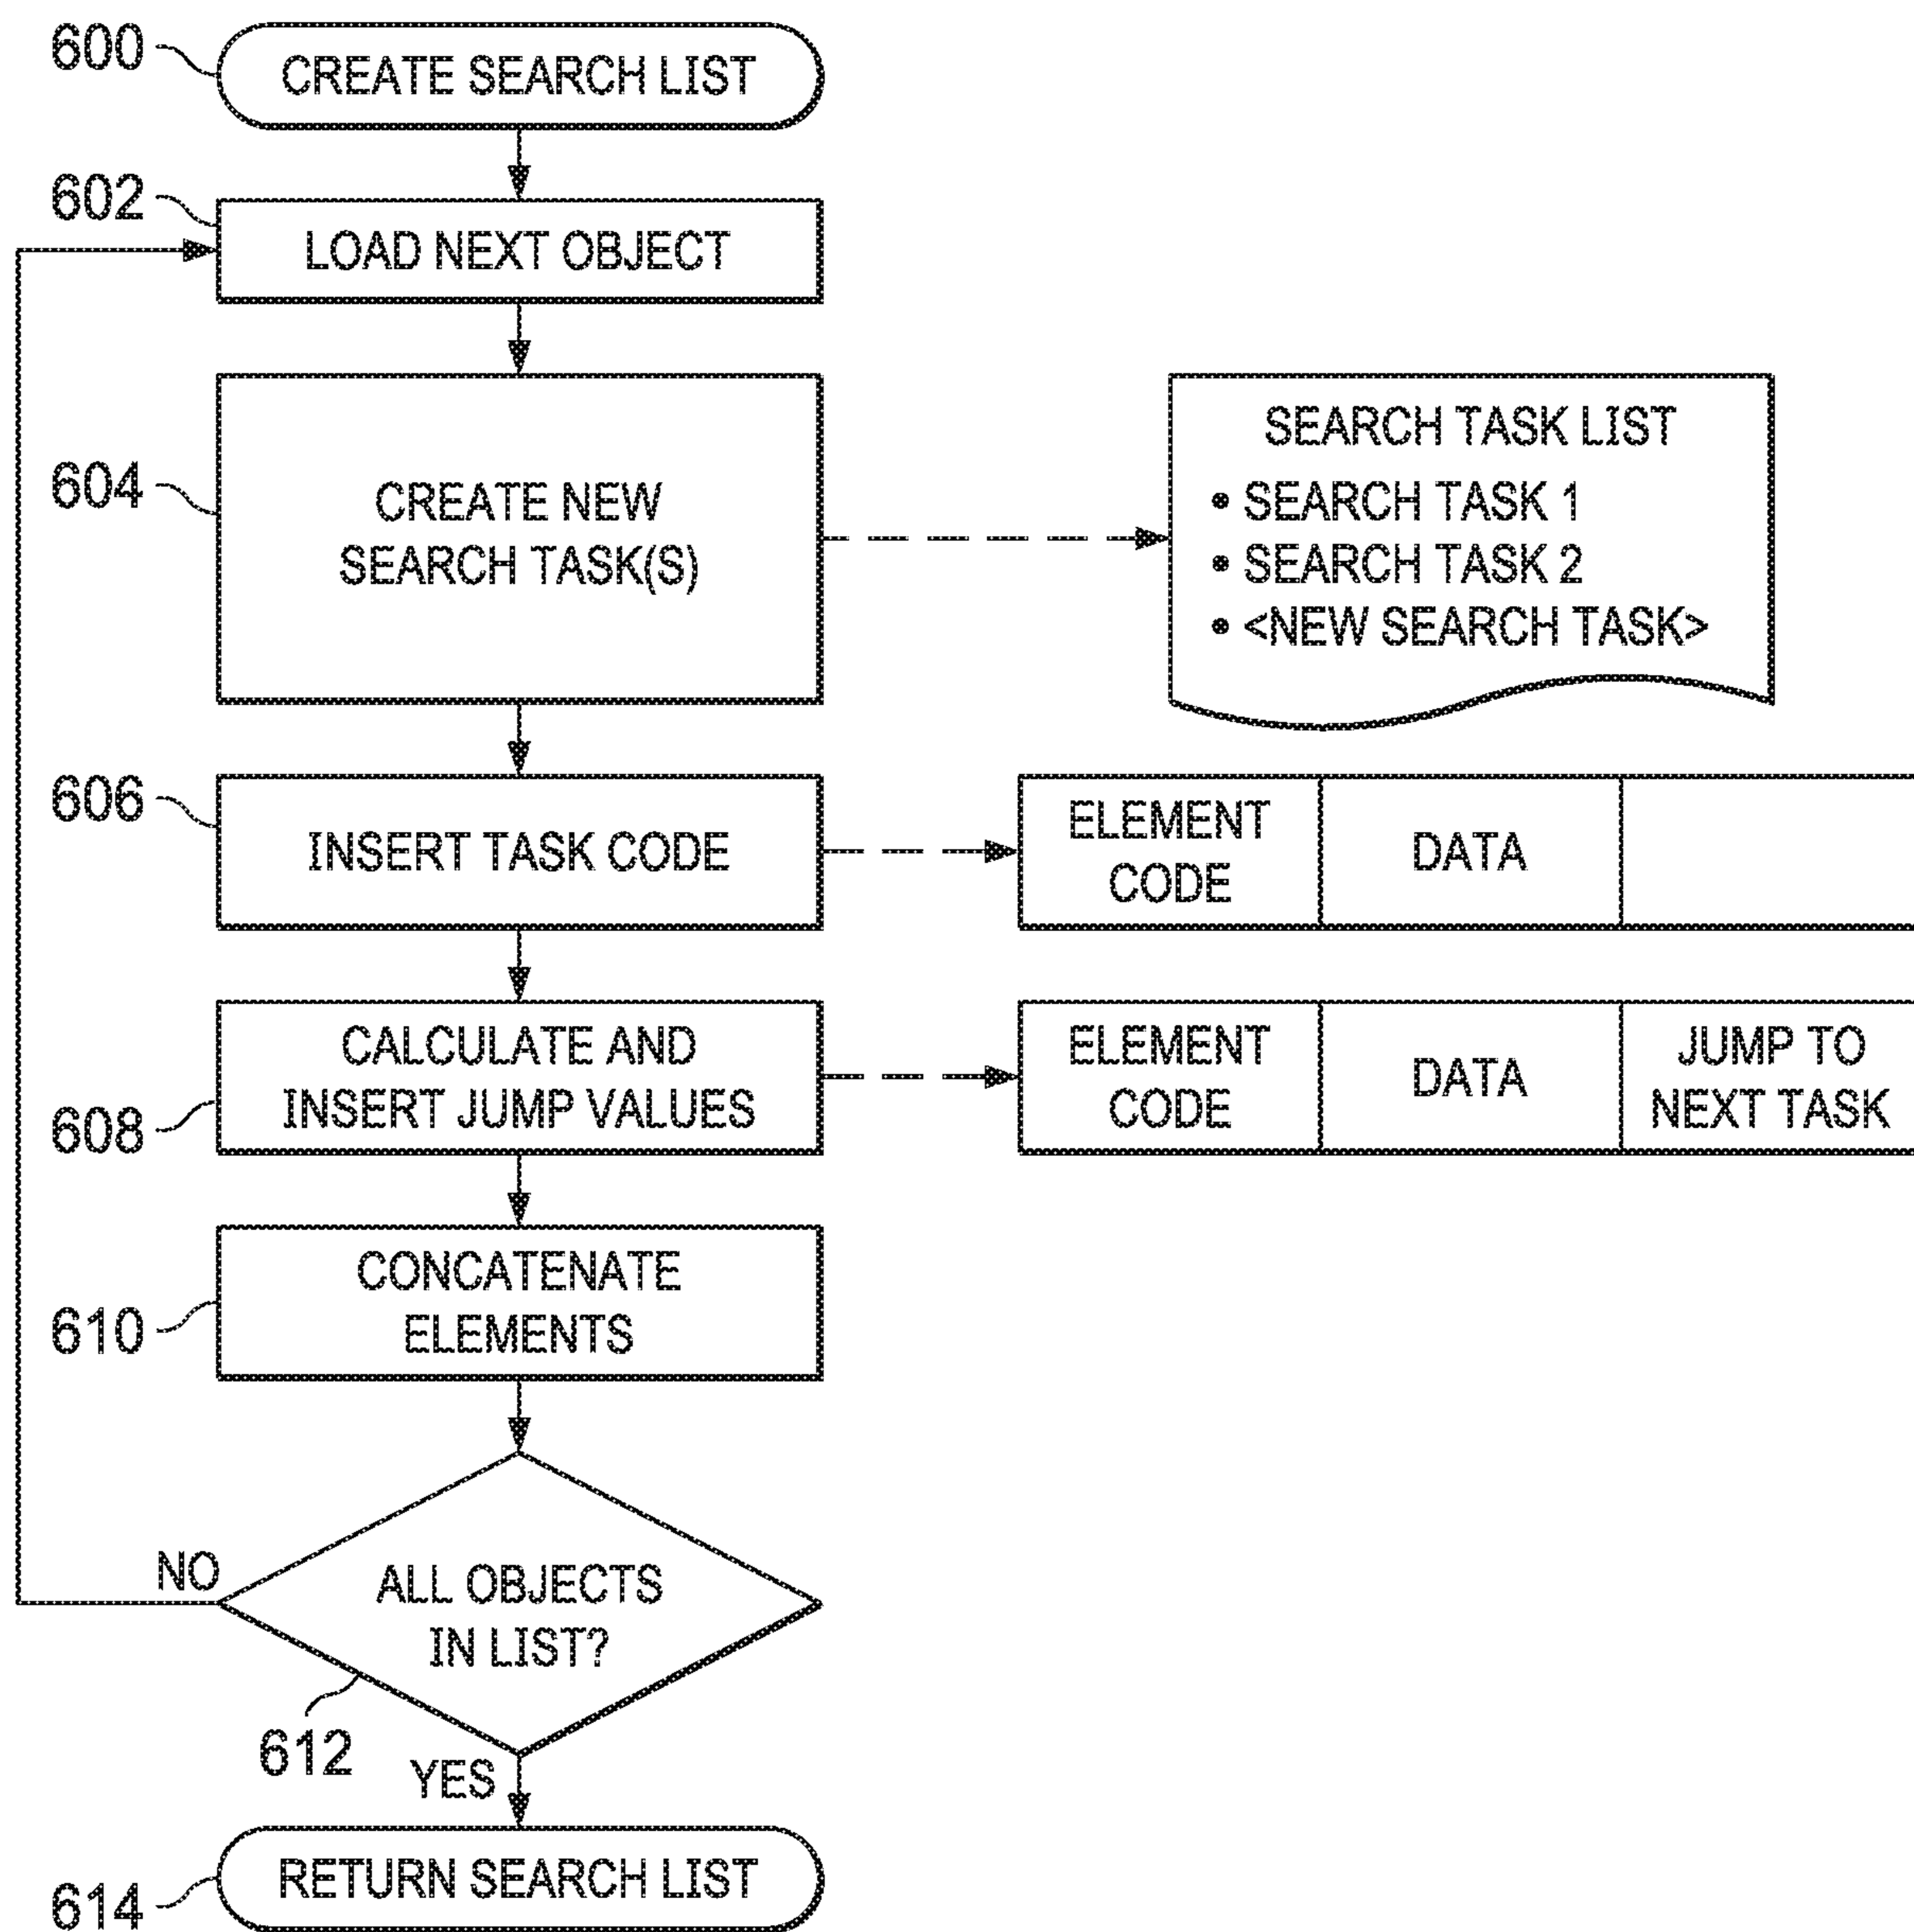 600
CREATE SEARCH LIST
602
LOAD NEXT OBJECT
604
CREATE NEW
SEARCH TASK(S)
SEARCH TASK LIST
• SEARCH TASK 1
• SEARCH TASK 2
• <NEW SEARCH TASK>
606
INSERT TASK CODE
ELEMENT
CODE
DATA
608
CALCULATE AND
INSERT JUMP VALUES
ELEMENT
CODE
DATA
JUMP TO
NEXT TASK
610
CONCATENATE
ELEMENTS
NO
ALL OBJECTS
IN LIST?
612
YES
614
RETURN SEARCH LIST